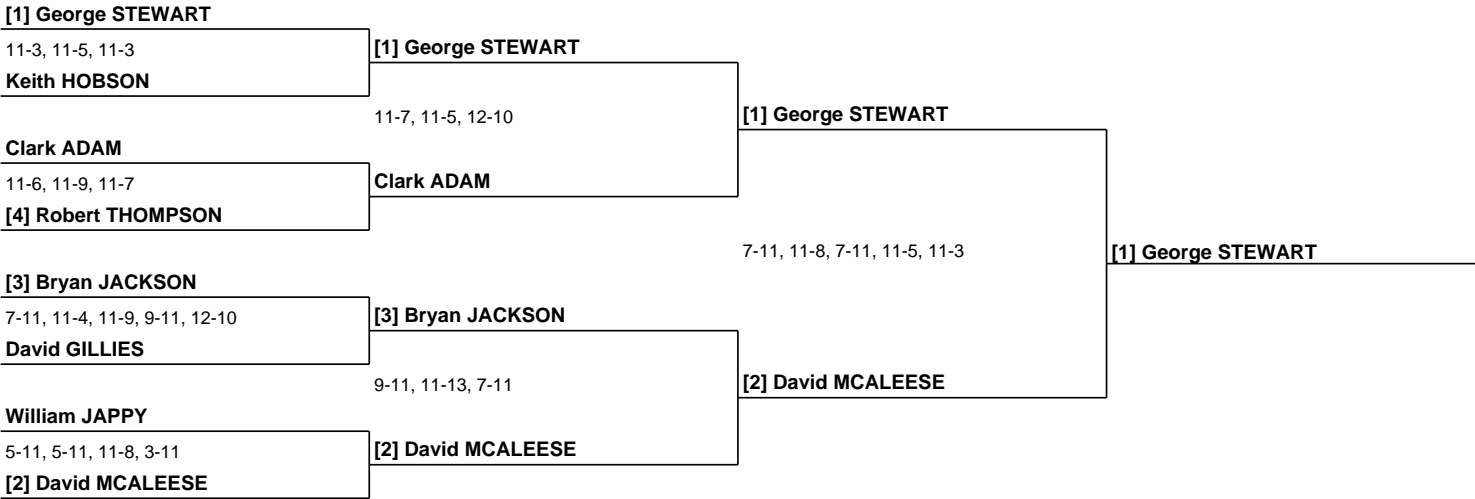 [1] George STEWART
11-3, 11-5, 11-3
Keith HOBSON
[1] George STEWART
11-7, 11-5, 12-10
Clark ADAM
11-6, 11-9, 11-7
[4] Robert THOMPSON
Clark ADAM
[1] George STEWART
7-11, 11-8, 7-11, 11-5, 11-3
[1] George STEWART
[3] Bryan JACKSON
7-11, 11-4, 11-9, 9-11, 12-10
David GILLIES
[3] Bryan JACKSON
9-11, 11-13, 7-11
[2] David MCALEESE
William JAPPY
5-11, 5-11, 11-8, 3-11
[2] David MCALEESE
[2] David MCALEESE